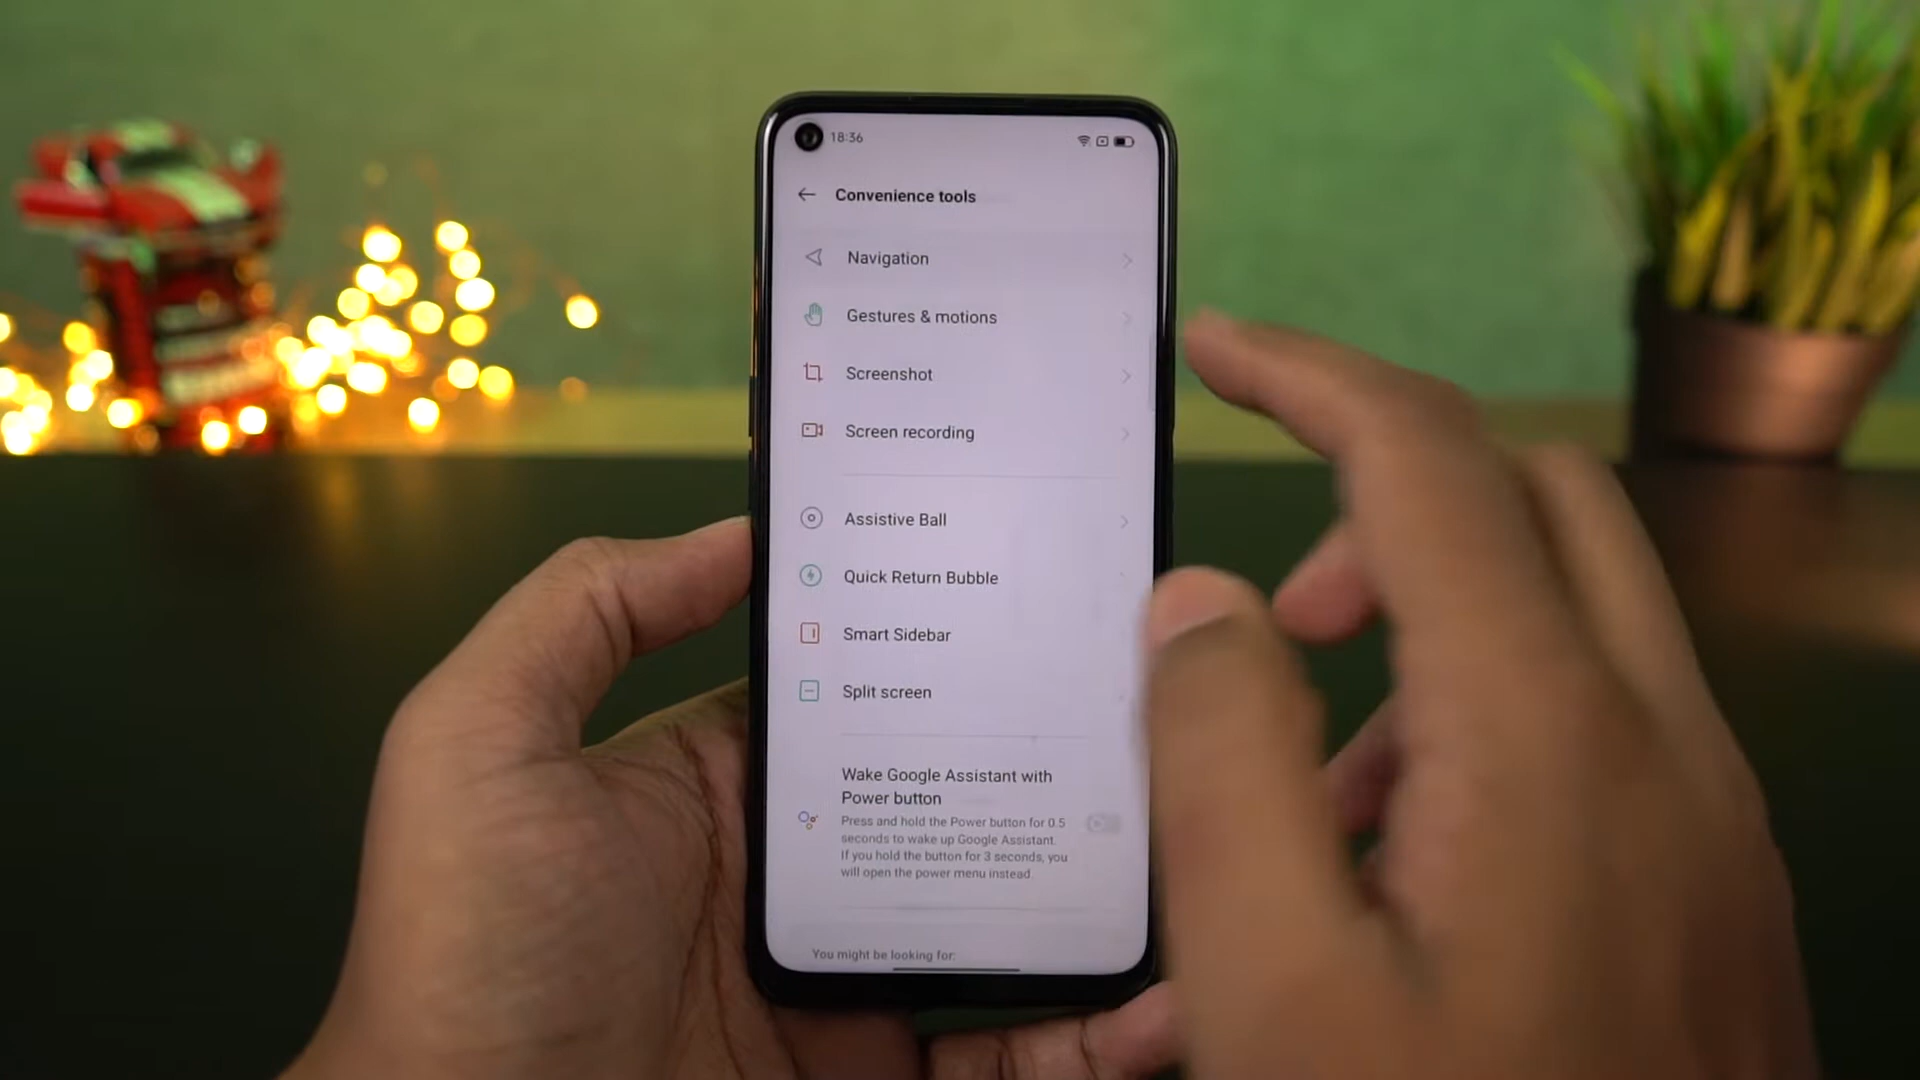 18:36
Convenience tools
Navigation
Gestures & motions
Screenshot
Screen recording
Assistive Ball
Quick Return Bubble
Smart Sidebar
Split screen
Wake Google Assistant with
Power button
Press and hold the Power button for 0.5
seconds to wake up Google Assistant.
If you hold the button for 3 seconds, you
will open the power menu instead.
You might be looking for: